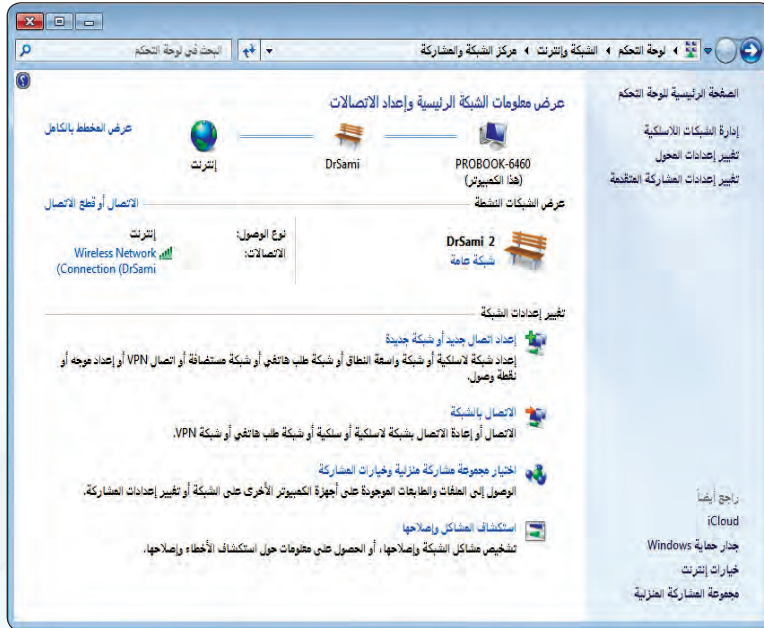 لوحة التحكم ‹ الشبكة وإنترنت ‹ مركز الشبكة والمشاركة
البحث في لوحة التحكم
الصفحة الرئيسية للوحة التحكم
إدارة الشبكات اللاسلكية
تغيير إعدادات المحول
تغيير إعدادات المشاركة المتقدمة
عرض معلومات الشبكة الرئيسية وإعداد الاتصالات
عرض المخطط بالكامل
PROBOOK-6460
(هذا الكمبيوتر)
DrSami
إنترنت
عرض الشبكات النشطة
الاتصال أو قطع الاتصال
DrSami 2
شبكة عامة
نوع الوصول: إنترنت
الاتصالات: Wireless Network
(Connection (DrSami
تغيير إعدادات الشبكة
إعداد اتصال جديد أو شبكة جديدة
إعداد شبكة لاسلكية أو شبكة واسعة النطاق أو شبكة طلب هاتفي أو شبكة مستضافة أو اتصال VPN أو إعداد موجه أو
نقطة وصول.
الاتصال بالشبكة
الاتصال أو إعادة الاتصال بشبكة لاسلكية أو سلكية أو شبكة طلب هاتفي أو شبكة VPN.
اختيار مجموعة مشاركة منزلية وخيارات المشاركة
الوصول إلى الملفات والطابعات الموجودة على أجهزة الكمبيوتر الأخرى على الشبكة أو تغيير إعدادات المشاركة.
استكشاف المشاكل وإصلاحها
تشخيص مشاكل الشبكة وإصلاحها، أو الحصول على معلومات حول استكشاف الأخطاء وإصلاحها.
راجع أيضاً
iCloud
جدار حماية Windows
خيارات إنترنت
مجموعة المشاركة المنزلية